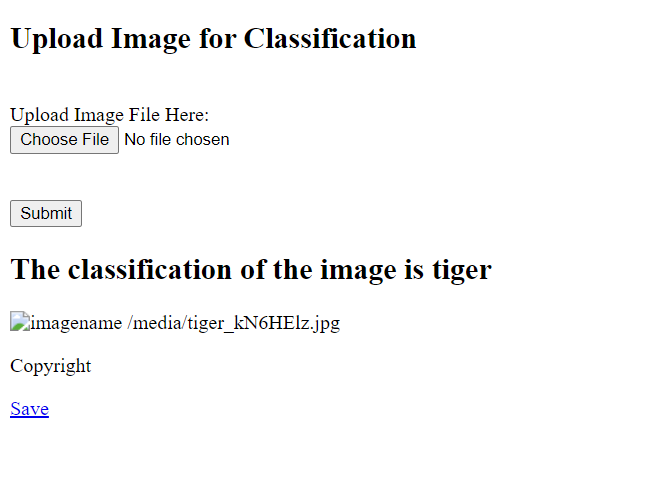 Upload Image for Classification
Upload Image File Here:
Choose File No file chosen
Submit
The classification of the image is tiger
imagename /media/tiger_kN6HElz.jpg
Copyright
Save